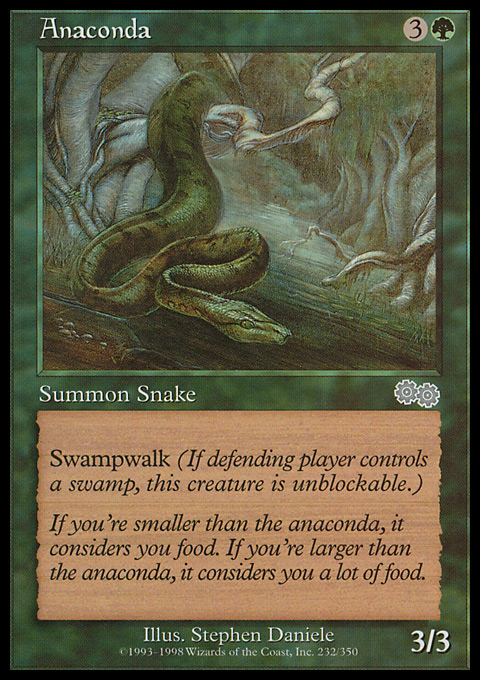 Anaconda 3
Summon Snake
Swampwalk (If defending player controls
a swamp, this creature is unblockable.)
If you're smaller than the anaconda, it
considers you food. If you're larger than
the anaconda, it considers you a lot of food.
Illus. Stephen Daniele
©1993–1998 Wizards of the Coast, Inc. 232/350
3/3